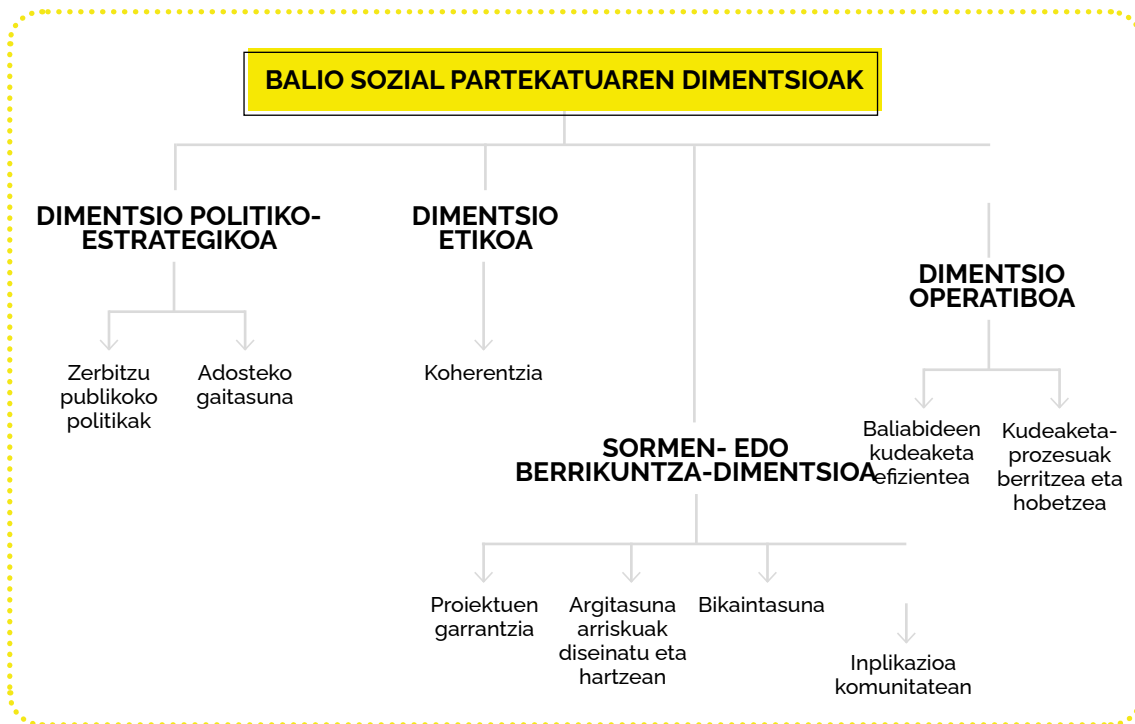 BALIO SOZIAL PARTEKATUAREN DIMENTSIOAK
DIMENTSIO POLITIKO-
ESTRATEGIKOA
Zerbitzu
publikoko
politikak
Adosteko
gaitasuna
DIMENTSIO
ETIKOA
Koherentzia
SORMEN- EDO
BERRIKUNTZA-DIMENTSIOA
Proiektuen
garrantzia
Argitasuna
arriskuak
diseinatu eta
hartzean
Bikaintasuna
Inplikazioa
komunitatean
DIMENTSIO
OPERATIBOA
Baliabideen
kudeaketa
efizientea
Kudeaketa-
prozesuak
berritzea eta
hobetzea